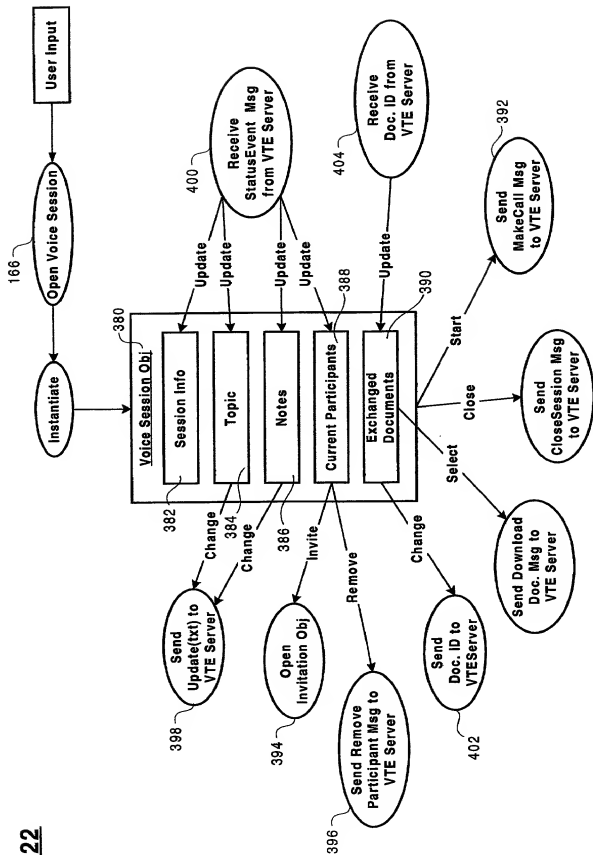 22
User Input
166
Open Voice Session
Instantiate
380
Voice Session Obj
382
Session Info
384
Topic
386
Notes
388
Current Participants
390
Exchanged
Documents
Update
Update
Update
Update
400
Receive
StatusEvent Msg
from VTE Server
Update
404
Receive
Doc. ID from
VTE Server
Change
Change
398
Send
Update(txt) to
VTE Server
Invite
394
Open
Invitation Obj
Remove
396
Send Remove
Participant Msg to
VTE Server
Change
402
Send
Doc. ID to
VTEServer
Select
Send Download
Doc. Msg to
VTE Server
Close
Send
CloseSession Msg
to VTE Server
Start
392
Send
MakeCall Msg
to VTE Server